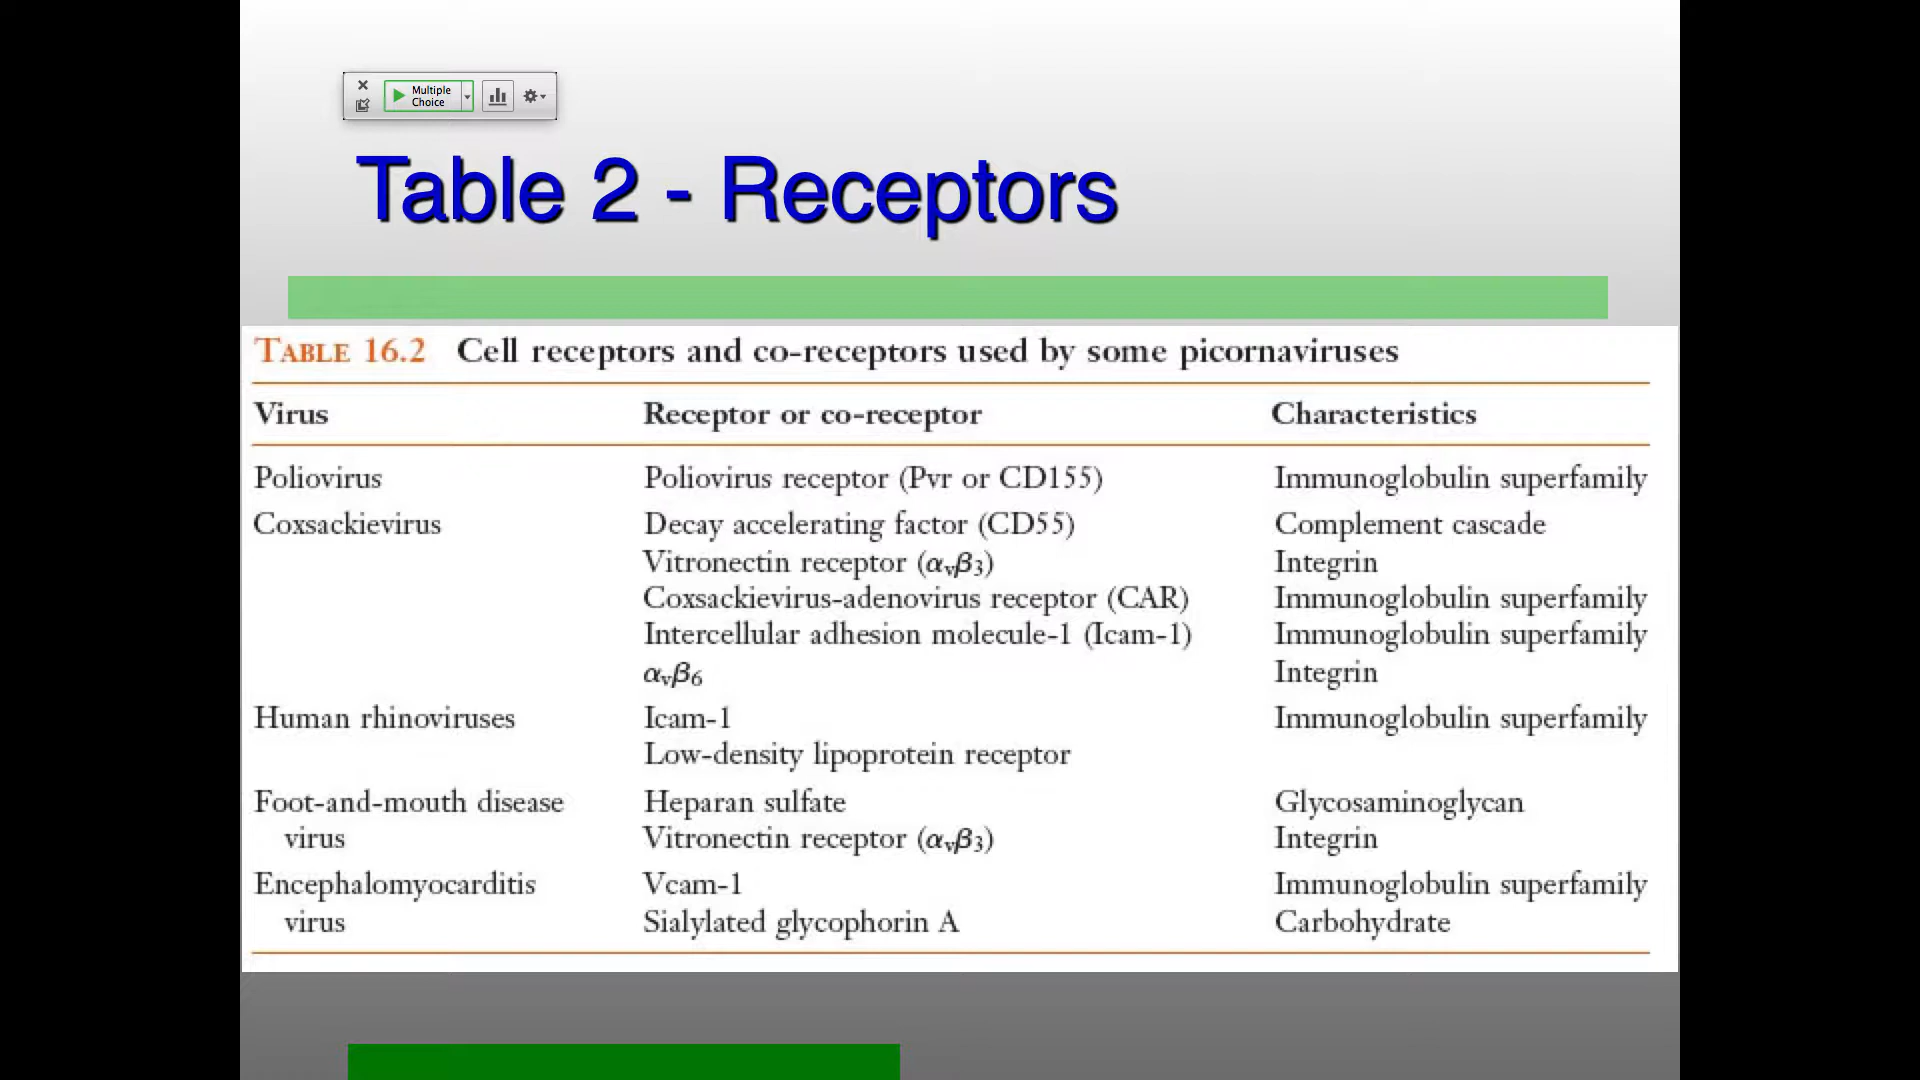 Multiple
Choice
Table 2 - Receptors
TABLE 16.2 Cell receptors and co-receptors used by some picornaviruses
Virus Receptor or co-receptor Characteristics
Poliovirus Poliovirus receptor (Pvr or CD155) Immunoglobulin superfamily
Coxsackievirus Decay accelerating factor (CD55) Complement cascade
Vitronectin receptor (αvβ3) Integrin
Coxsackievirus-adenovirus receptor (CAR) Immunoglobulin superfamily
Intercellular adhesion molecule-1 (Icam-1) Immunoglobulin superfamily
αvβ6 Integrin
Human rhinoviruses Icam-1 Immunoglobulin superfamily
Low-density lipoprotein receptor
Foot-and-mouth disease Heparan sulfate Glycosaminoglycan
virus Vitronectin receptor (αvβ3) Integrin
Encephalomyocarditis Vcam-1 Immunoglobulin superfamily
virus Sialylated glycophorin A Carbohydrate